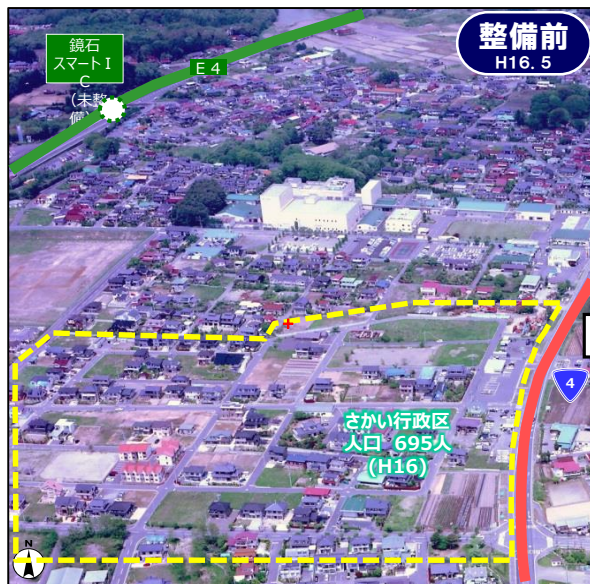 整備前
H16. 5
鏡石
スマートＩ
Ｃ
（未整
備）
Ｅ４
4
さかい行政区
人口 695人
(H16)
N